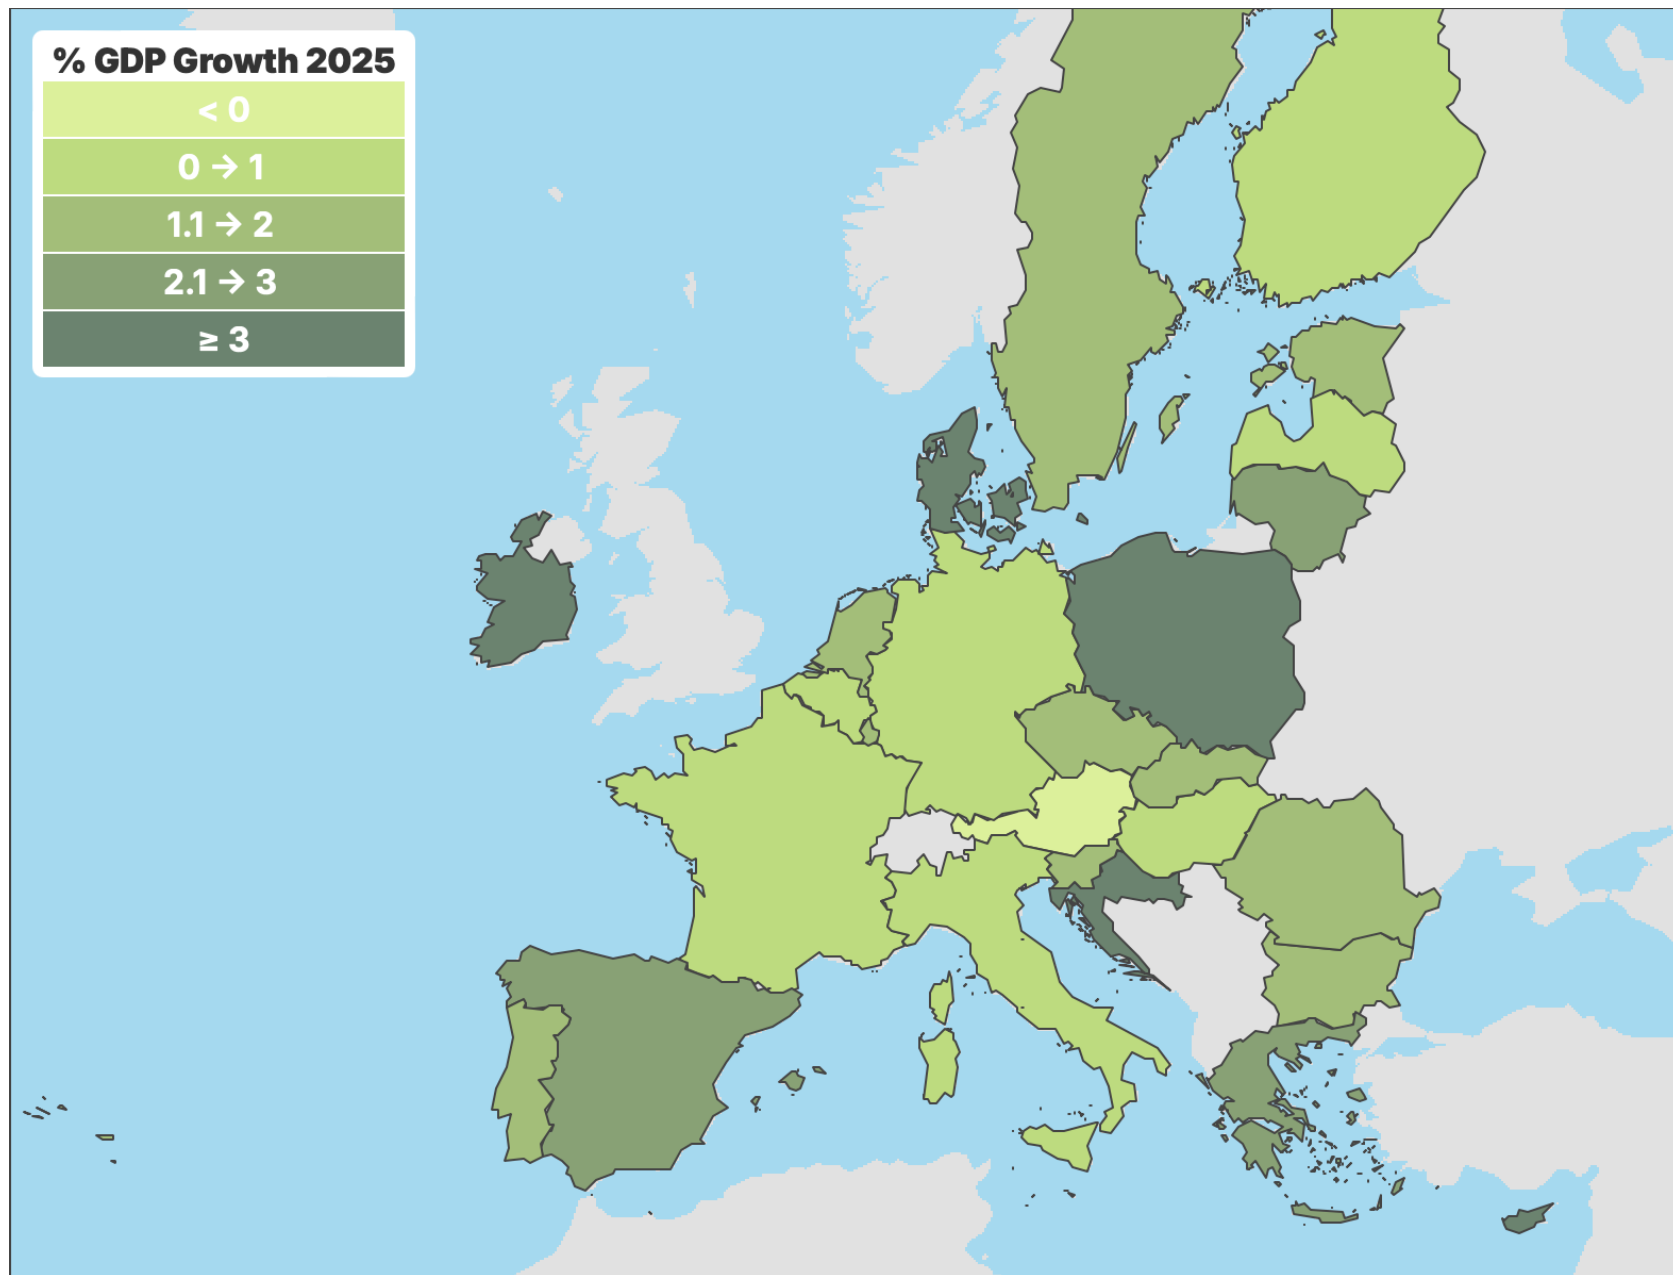 % GDP Growth 2025
< 0
0 → 1
1.1 → 2
2.1 → 3
≥ 3